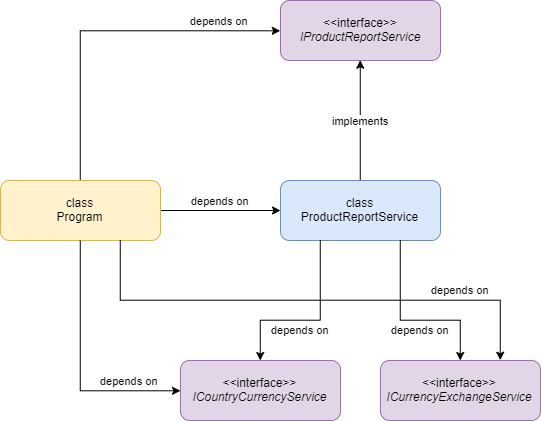 depends on
<<interface>>
IProductReportService
implements
class
Program
depends on
class
ProductReportService
depends on
depends on
depends on
depends on
<<interface>>
ICountryCurrencyService
<<interface>>
ICurrencyExchangeService